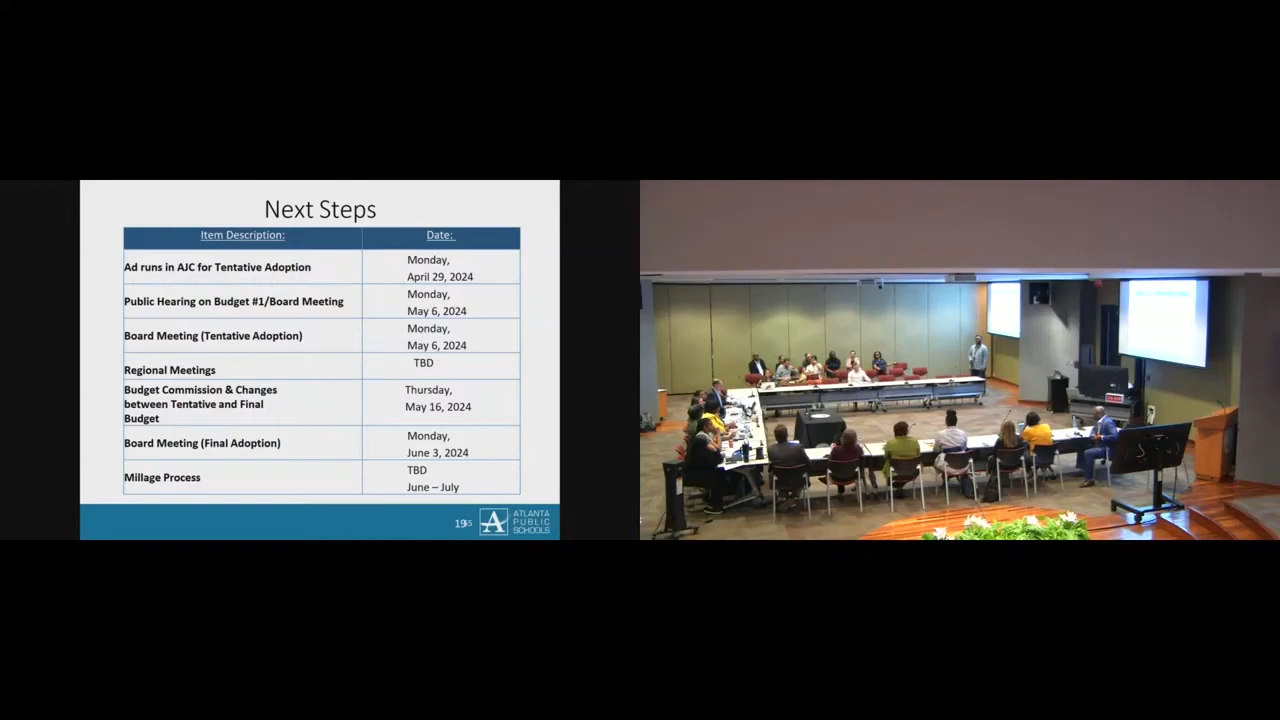 Next Steps
Item Description:
Date:
Ad runs in AJC for Tentative Adoption
Monday,
April 29, 2024
Public Hearing on Budget #1/Board Meeting
Monday,
May 6, 2024
Board Meeting (Tentative Adoption)
Monday,
May 6, 2024
Regional Meetings
TBD
Budget Commission & Changes
between Tentative and Final
Budget
Thursday,
May 16, 2024
Board Meeting (Final Adoption)
Monday,
June 3, 2024
Millage Process
TBD
June – July
ATLANTA
PUBLIC
SCHOOLS